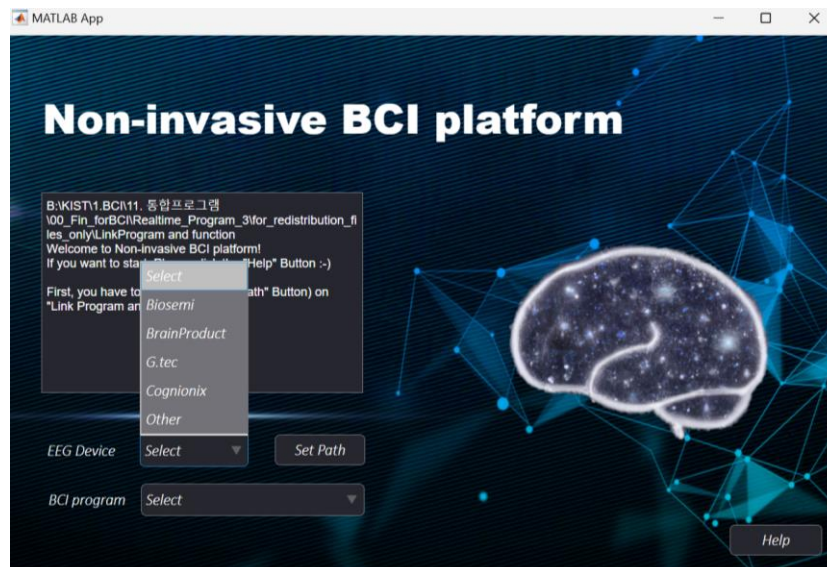 MATLAB App
Non-invasive BCI platform
B:\KIST\1.BCI\11. 통합프로그램
\00_Fin_forBCI\Realtime_Program_3\for_redistribution_fi
les_only\LinkProgram and function
Welcome to Non-invasive BCI platform!
If you want to "Help" Button :-)
First, you have to Button) on
"Link Program
Select
Biosemi
BrainProduct
G.tec
Cognionix
Other
EEG Device Select Set Path
BCI program Select
Help